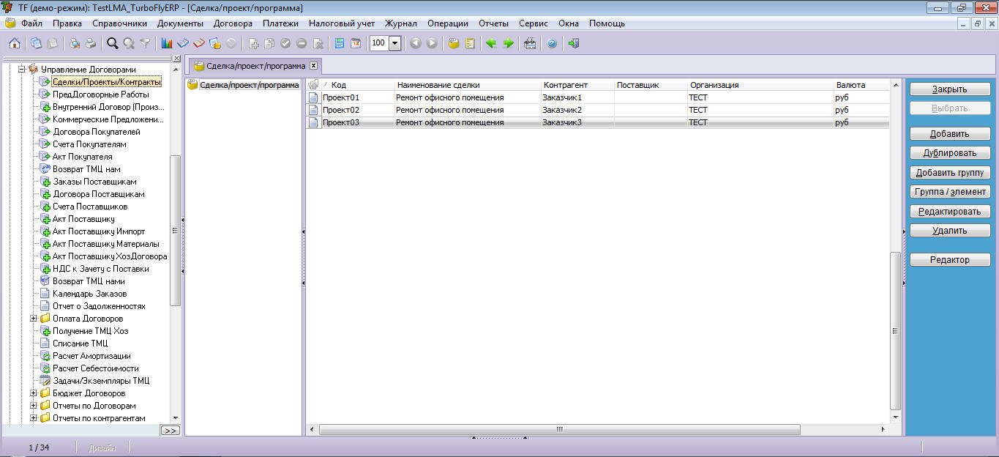 TF (демо-режим): TestLMA_TurboFlyERP - [Сделка/проект/программа]
Файл Правка Справочники Документы Договора Платежи Налоговый учет Журнал Операции Отчеты Сервис Окна Помощь
100
Управление Договорами
Сделки/Проекты/Контракты
ПредДоговорные Работы
Внутренний Договор (Произ...
Коммерческие Предложени...
Договора Покупателей
Счета Покупателям
Акт Покупателя
Возврат ТМЦ нам
Заказы Поставщикам
Договора Поставщикам
Счета Поставщиков
Акт Поставщику
Акт Поставщику Импорт
Акт Поставщику Материалы
Акт Поставщику ХозДоговора
НДС к Зачету с Поставки
Возврат ТМЦ нами
Календарь Заказов
Отчет о Задолженностях
Оплата Договоров
Получение ТМЦ Хоз
Списание ТМЦ
Расчет Амортизации
Расчет Себестоимости
Задачи/Экземпляры ТМЦ
Бюджет Договоров
Отчеты по Договорам
Отчеты по контрагентам
>>
Сделка/проект/программа
Сделка/проект/программа
Код Наименование сделки Контрагент Поставщик Организация Валюта
Проект01 Ремонт офисного помещения Заказчик1 ТЕСТ руб
Проект02 Ремонт офисного помещения Заказчик2 ТЕСТ руб
Проект03 Ремонт офисного помещения Заказчик3 ТЕСТ руб
Закрыть
Выбрать
Добавить
Дублировать
Добавить группу
Группа / элемент
Редактировать
Удалить
Редактор
1 / 34 Дизайн